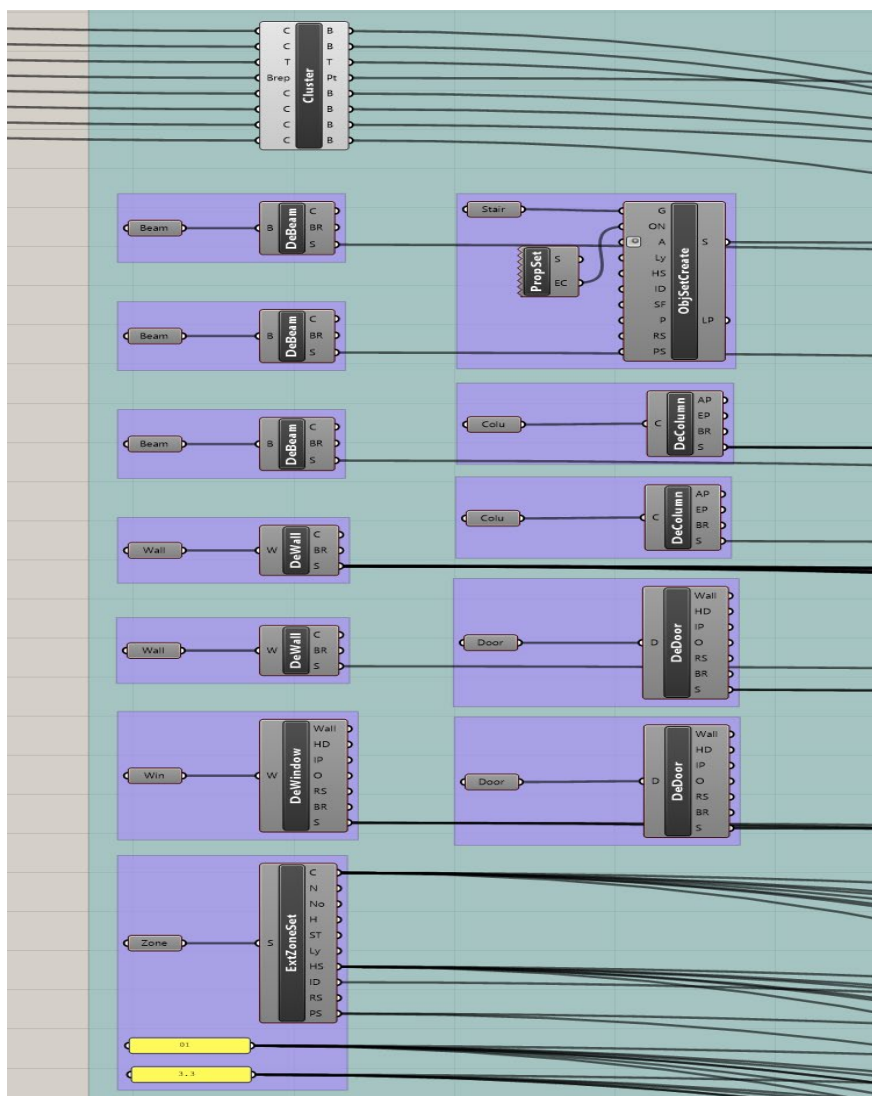 C Cluster B
C B
T T
Brep Pt
C B
C B
C B
C B
Beam B DeBeam C
BR
S
Beam B DeBeam C
BR
S
Beam B DeBeam C
BR
S
Wall W DeWall C
BR
S
Wall W DeWall C
BR
S
Win W DeWindow Wall
HD
IP
O
RS
BR
S
Zone S ExtZoneSet C
N
No
H
ST
Ly
HS
ID
RS
PS
01
3.3
Stair
PropSet S
EC
G ObjSetCreate S
ON LP
A
Ly
HS
ID
SF
P
RS
PS
Colu C DeColumn AP
EP
BR
S
Colu C DeColumn AP
EP
BR
S
Door D DeDoor Wall
HD
IP
O
RS
BR
S
Door D DeDoor Wall
HD
IP
O
RS
BR
S